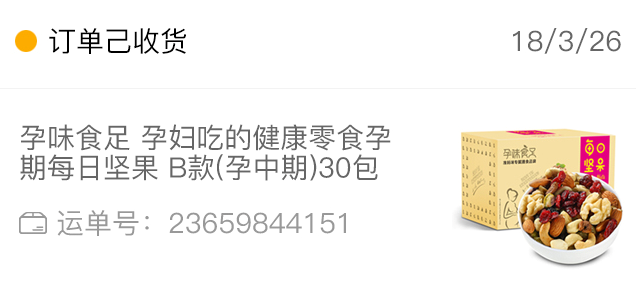 订单已收货
18/3/26
孕味食足 孕妇吃的健康零食孕
期每日坚果 B款(孕中期)30包
运单号：23659844151
孕味食又
每日
坚果